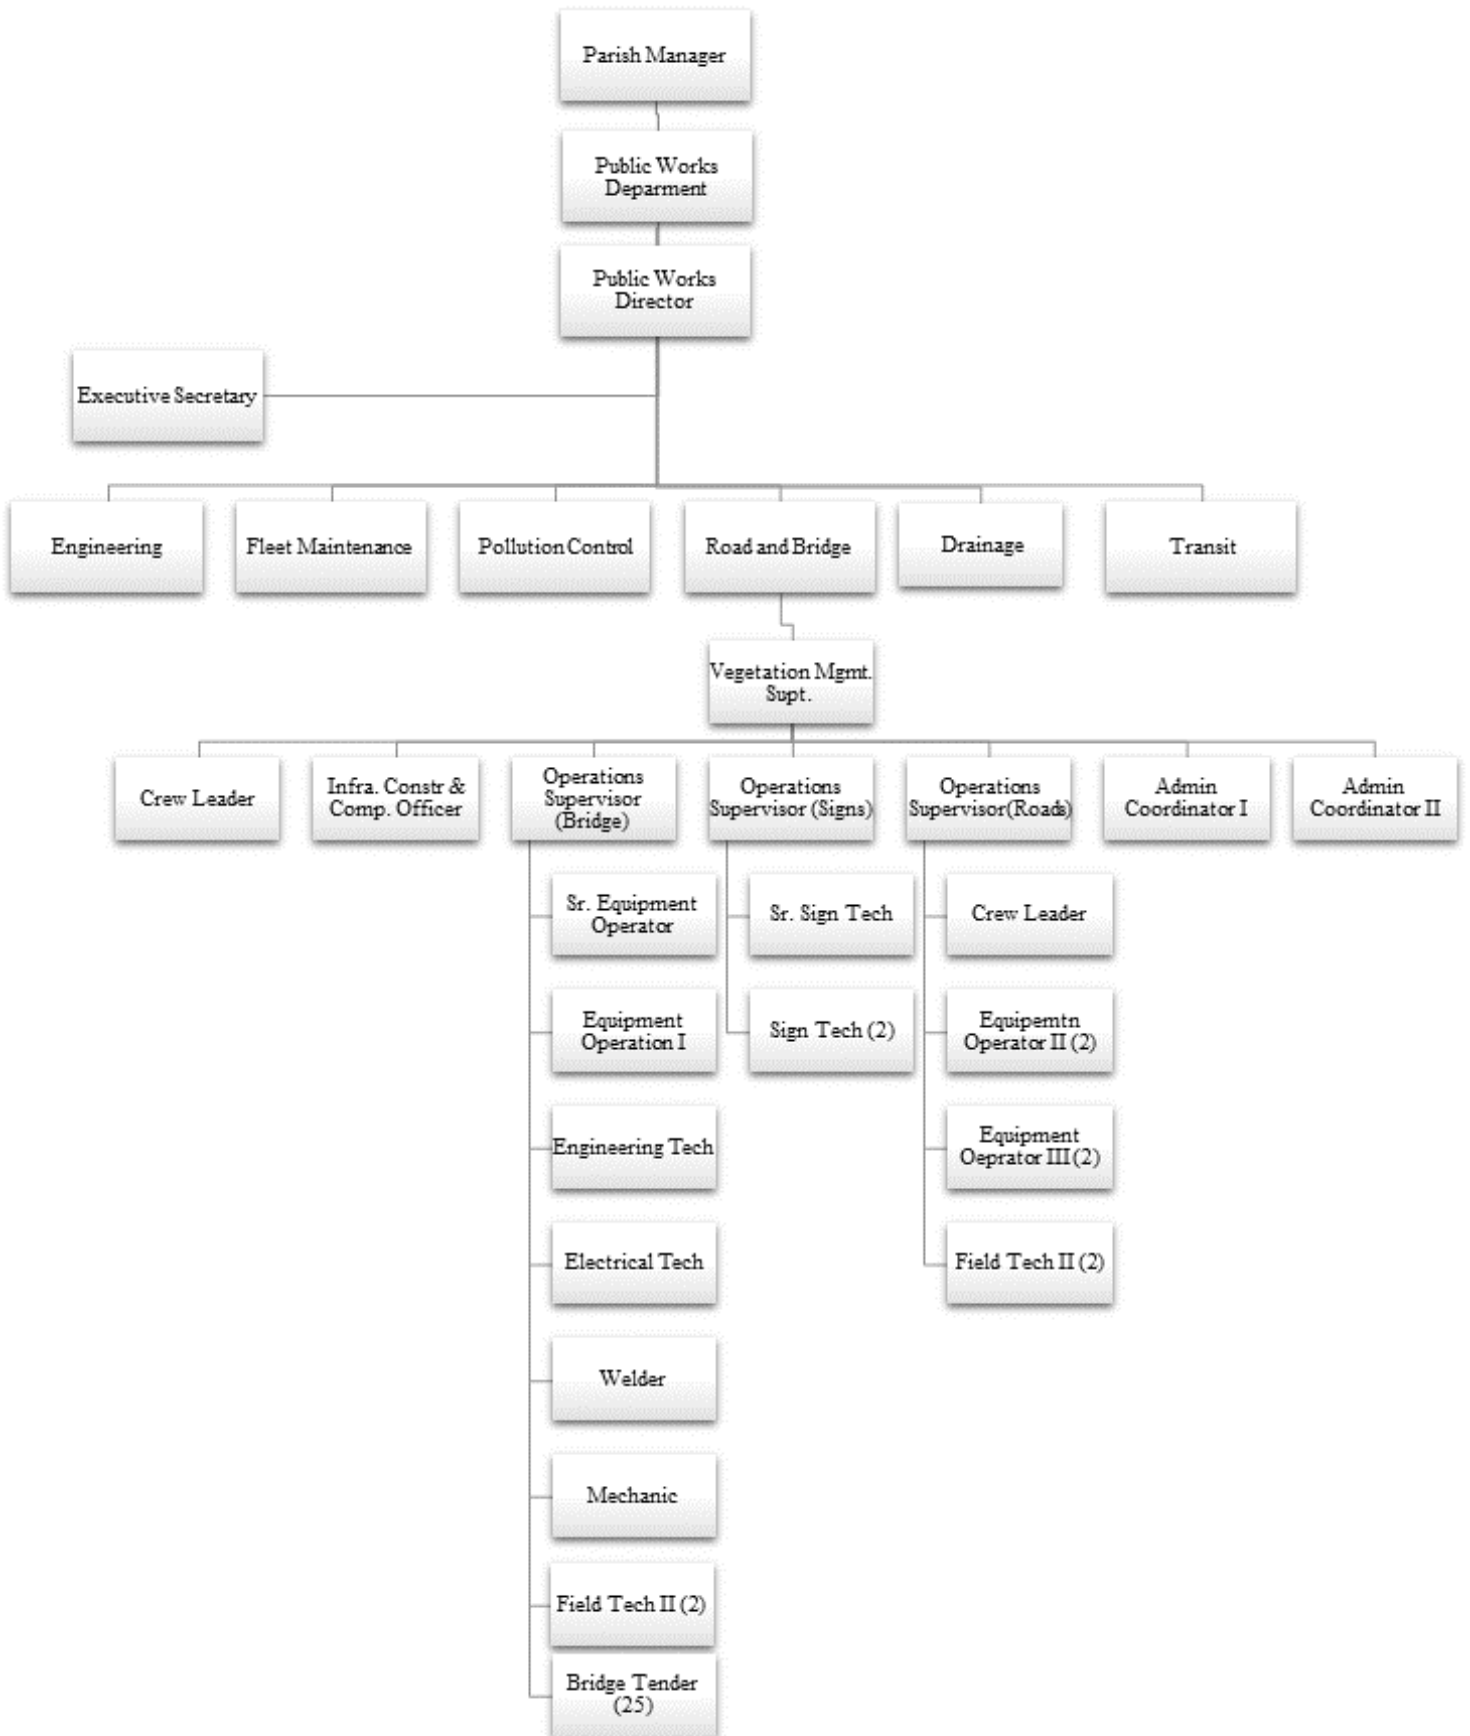 Parish Manager
Public Works
Deparment
Public Works
Director
Executive Secretary
Engineering
Fleet Maintenance
Pollution Control
Road and Bridge
Drainage
Transit
Vegetation Mgmt.
Supt.
Crew Leader
Infra. Constr &
Comp. Officer
Operations
Supervisor
(Bridge)
Operations
Supervisor (Signs)
Operations
Supervisor(Roads)
Admin
Coordinator I
Admin
Coordinator II
Sr. Equipment
Operator
Equipment
Operation I
Engineering Tech
Electrical Tech
Welder
Mechanic
Field Tech II (2)
Bridge Tender
(25)
Sr. Sign Tech
Sign Tech (2)
Crew Leader
Equipemtn
Operator II (2)
Equipment
Oeprator III (2)
Field Tech II (2)